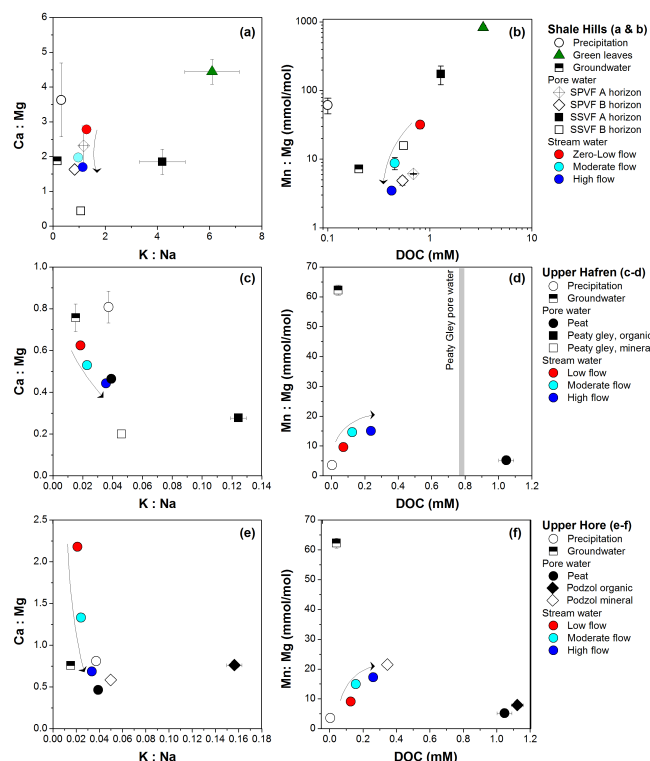 (a)
Ca : Mg
6
5
4
3
2
1
0
0 2 4 6 8
K : Na
(b)
Mn : Mg (mmol/mol)
1000
100
10
1
0.1 1 10
DOC (mM)
Shale Hills (a & b)
Precipitation
Green leaves
Groundwater
Pore water
SPVF A horizon
SPVF B horizon
SSVF A horizon
SSVF B horizon
Stream water
Zero-Low flow
Moderate flow
High flow
(c)
Ca : Mg
1.0
0.8
0.6
0.4
0.2
0.0
0.00 0.02 0.04 0.06 0.08 0.10 0.12 0.14
K : Na
(d)
Mn : Mg (mmol/mol)
70
60
50
40
30
20
10
0
Peaty Gley pore water
0.0 0.2 0.4 0.6 0.8 1.0 1.2
DOC (mM)
Upper Hafren (c-d)
Precipitation
Groundwater
Pore water
Peat
Peaty gley, organic
Peaty gley, minera
Stream water
Low flow
Moderate flow
High flow
(e)
Ca : Mg
2.5
2.0
1.5
1.0
0.5
0.0
0.00 0.02 0.04 0.06 0.08 0.10 0.12 0.14 0.16 0.18
K : Na
(f)
Mn: Mg (mmol/mol)
70
60
50
40
30
20
10
0
0.0 0.2 0.4 0.6 0.8 1.0 1.2
DOC (mM)
Upper Hore (e-f)
Precipitation
Groundwater
Pore water
Peat
Podzol organic
Podzol mineral
Stream water
Low flow
Moderate flow
High flow